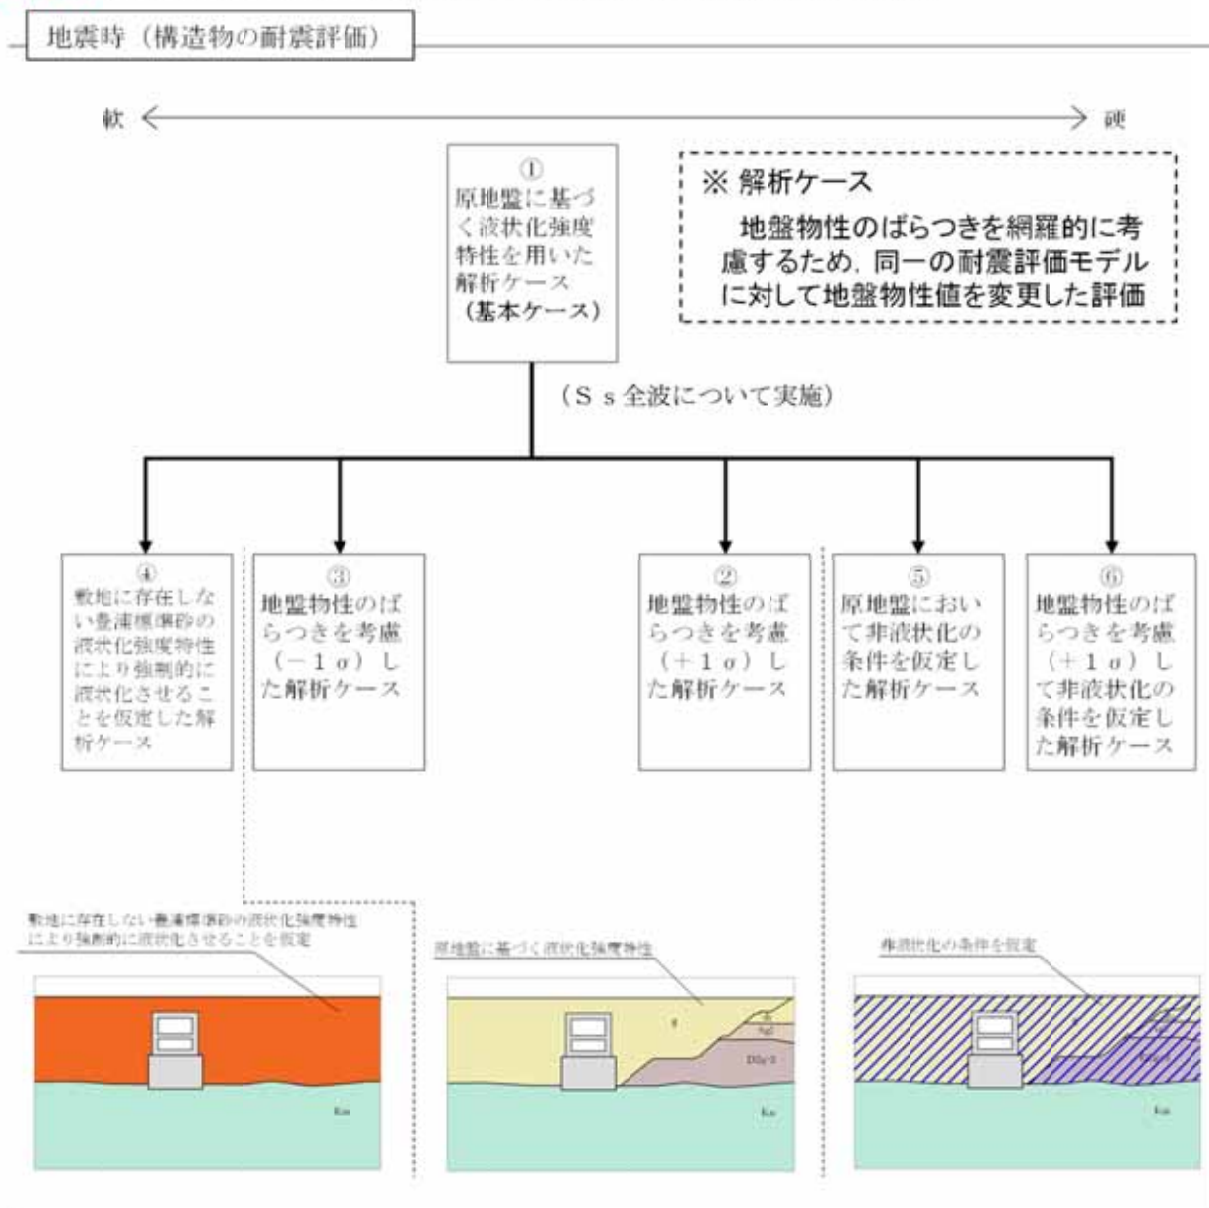 地震時（構造物の耐震評価）
軟
硬
①
原地盤に基づ
く液状化強度
特性を用いた
解析ケース
（基本ケース）
※ 解析ケース
地盤物性のばらつきを網羅的に考
慮するため，同一の耐震評価モデル
に対して地盤物性値を変更した評価
（Ｓｓ全波について実施）
④
敷地に存在しな
い豊浦標準砂の
液状化強度特性
により強制的に
液状化させるこ
とを仮定した解
析ケース
③
地盤物性のば
らつきを考慮
（－１σ）し
た解析ケース
②
地盤物性のば
らつきを考慮
（＋１σ）し
た解析ケース
⑤
原地盤におい
て非液状化の
条件を仮定し
た解析ケース
⑥
地盤物性のば
らつきを考慮
（＋１σ）し
て非液状化の
条件を仮定し
た解析ケース
敷地に存在しない豊浦標準砂の液状化強度特性
により強制的に液状化させることを仮定
原地盤に基づく液状化強度特性
非液状化の条件を仮定
Km
D2g-3